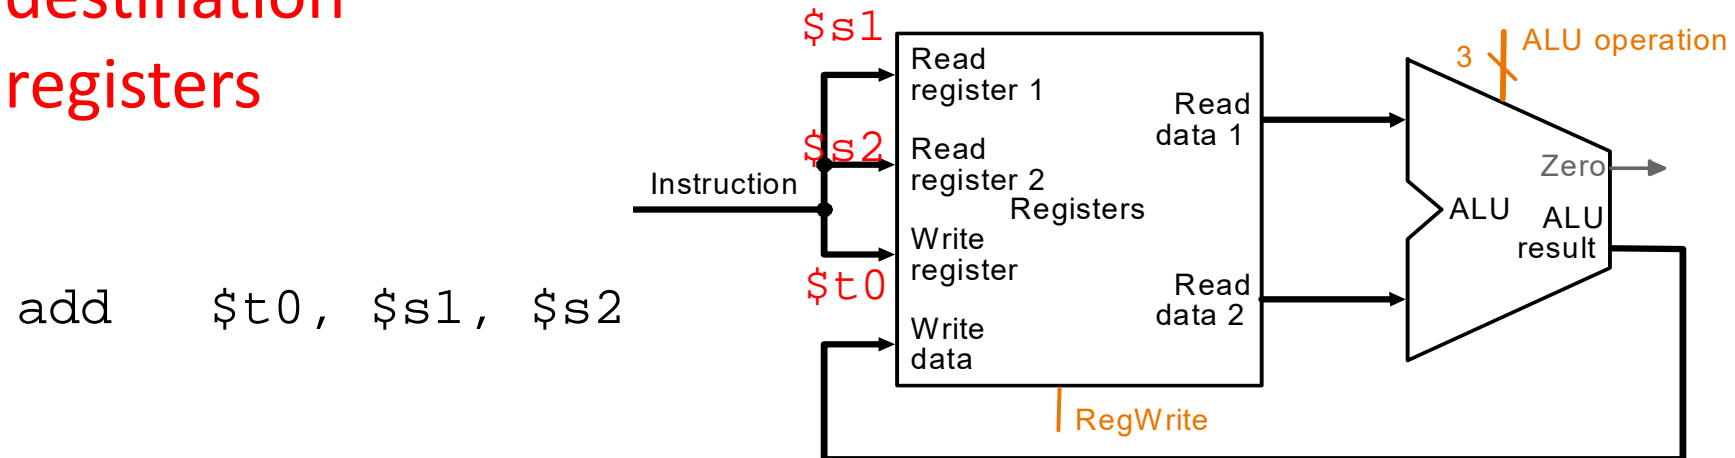 destination
registers
add $t0, $s1, $s2
Instruction
$s1
$s2
$t0
Read
register 1
Read
register 2
Registers
Write
register
Write
data
Read
data 1
Read
data 2
RegWrite
3
ALU operation
Zero
ALU
ALU
result